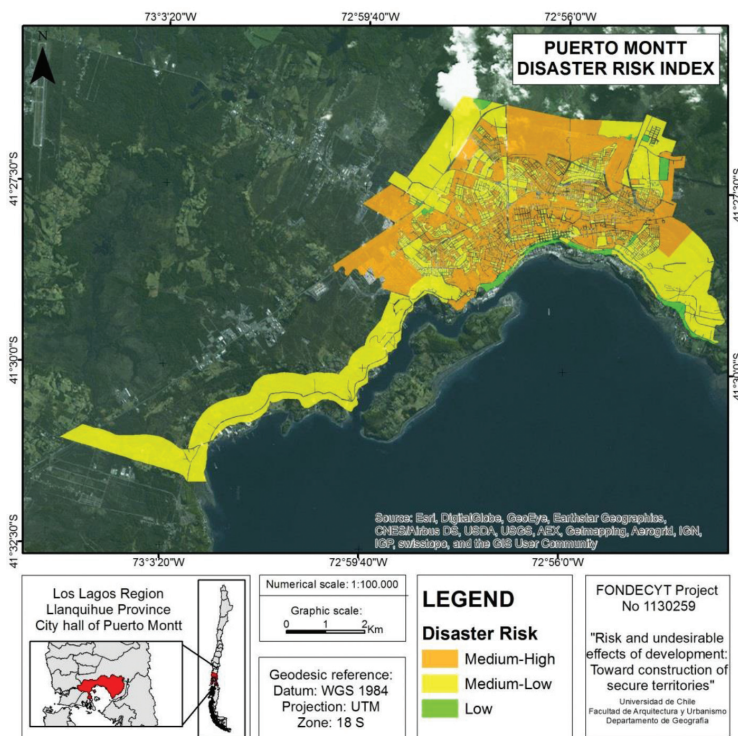 73°3'20"W
72°59'40"W
72°56'0"W
PUERTO MONTT
DISASTER RISK INDEX
N
41°27'30"S
41°27'30"S
41°30'0"S
41°30'0"S
41°32'30"S
Source: Esri, DigitalGlobe, GeoEye, Earthstar Geographics,
CNES/Airbus DS, USDA, USGS, AEX, Getmapping, Aerogrid, IGN,
IGP, swisstopo, and the GIS User Community
73°3'20"W
72°59'40"W
72°56'0"W
Los Lagos Region
Llanquihue Province
City hall of Puerto Montt
Numerical scale: 1:100.000
Graphic scale:
0 1 2
Km
Geodesic reference:
Datum: WGS 1984
Projection: UTM
Zone: 18 S
LEGEND
Disaster Risk
Medium-High
Medium-Low
Low
FONDECYT Project
No 1130259
"Risk and undesirable
effects of development:
Toward construction of
secure territories"
Universidad de Chile
Facultad de Arquitectura y Urbanismo
Departamento de Geografía